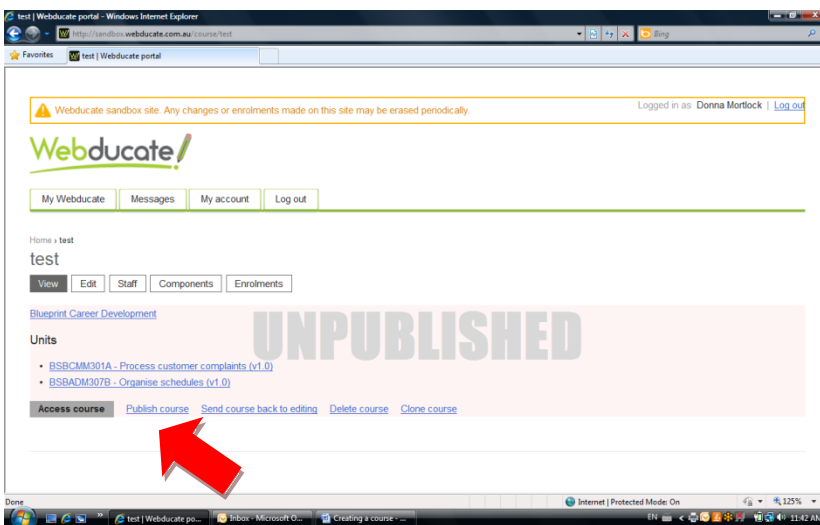 test | Webducate portal - Windows Internet Explorer
http://sandbox.webducate.com.au/course/test
Bing
Favorites
test | Webducate portal
Webducate sandbox site. Any changes or enrolments made on this site may be erased periodically.
Logged in as Donna Mortlock | Log out
Webducate
My Webducate Messages My account Log out
Home › test
test
View Edit Staff Components Enrolments
Blueprint Career Development
UNPUBLISHED
Units
• BSBCMM301A - Process customer complaints (v1.0)
• BSBADM307B - Organise schedules (v1.0)
Access course Publish course Send course back to editing Delete course Clone course
Done
Internet | Protected Mode: On
125%
test | Webducate po...
Inbox - Microsoft O...
Creating a course - ...
EN
11:42 AM